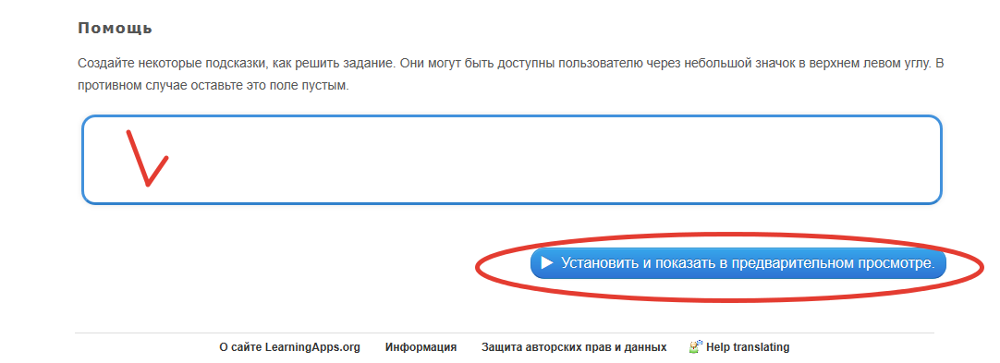 Помощь
Создайте некоторые подсказки, как решить задание. Они могут быть доступны пользователю через небольшой значок в верхнем левом углу. В
противном случае оставьте это поле пустым.
Установить и показать в предварительном просмотре.
О сайте LearningApps.org Информация Защита авторских прав и данных Help translating